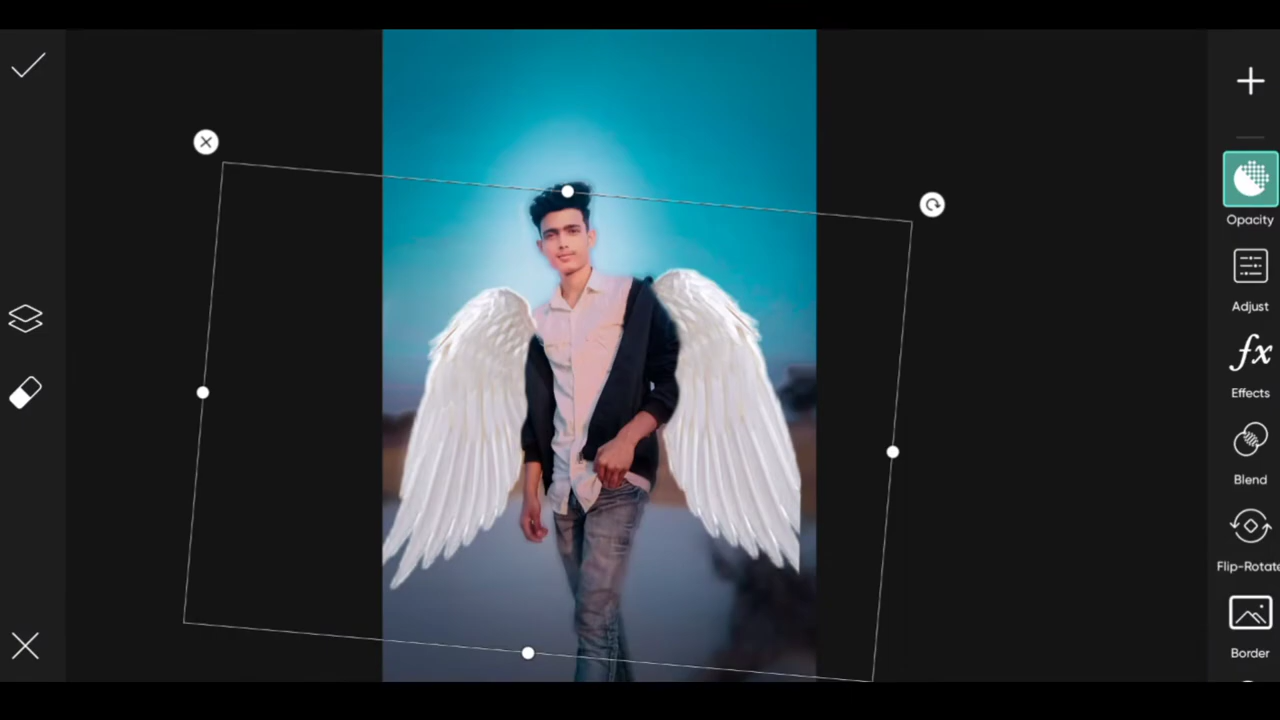 Opacity
Adjust
fx
Effects
Blend
Flip-Rotate
Border